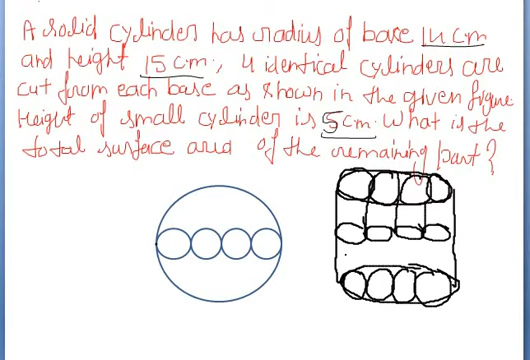 A solid cylinder has radius of base 14 cm
and height 15 cm., 4 identical cylinders are
cut from each base as shown in the given figure
Height of small cylinder is 5 cm. What is the
total surface area of the remaining part?